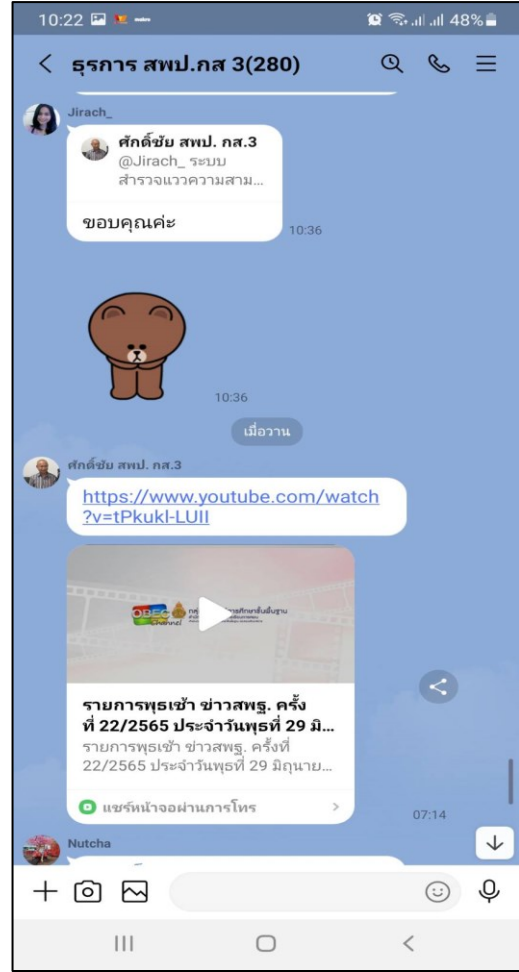 10:22
48%
ธุรการ สพป.กส 3(280)
Jirach_
ศักดิ์ชัย สพป. กส.3
@Jirach_ ระบบ
สำรวจแววความสาม...
ขอบคุณค่ะ
10:36
10:36
เมื่อวาน
ศักดิ์ชัย สพป. กส.3
https://www.youtube.com/watch
?v=tPkukI-LUII
OBEC
รายการพุธเช้า ข่าวสพฐ. ครั้ง
ที่ 22/2565 ประจำวันพุธที่ 29 มิ...
รายการพุธเช้า ข่าวสพฐ. ครั้งที่
22/2565 ประจำวันพุธที่ 29 มิถุนาย...
แชร์หน้าจอผ่านการโทร
07:14
Nutcha